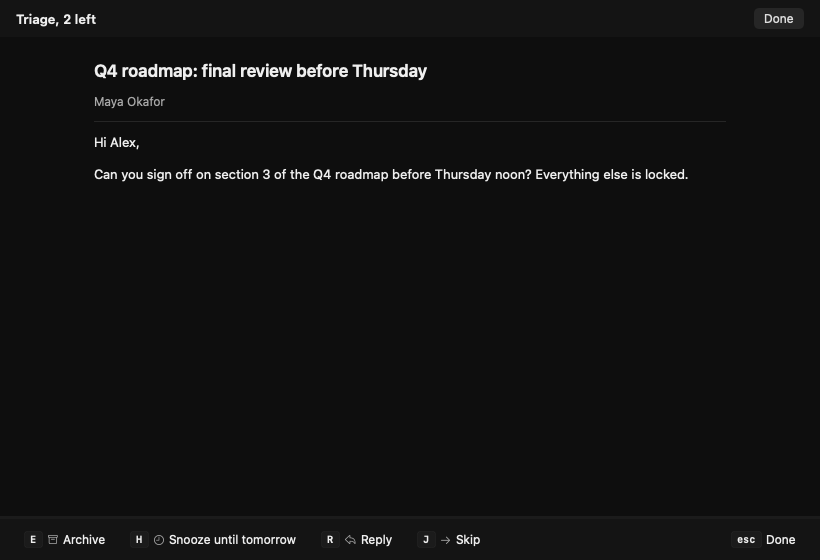 Triage, 2 left
Done
Q4 roadmap: final review before Thursday
Maya Okafor
Hi Alex,
Can you sign off on section 3 of the Q4 roadmap before Thursday noon? Everything else is locked.
E Archive H Snooze until tomorrow R Reply J Skip esc Done